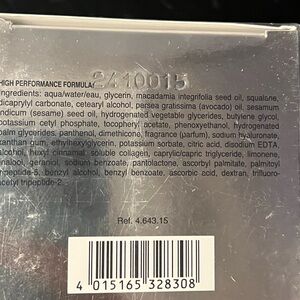 2410015
HIGH PERFORMANCE FORMULA:
Ingredients: aqua/water/eau, glycerin, macadamia integrifolia seed oil, squalane,
dicaprylyl carbonate, cetearyl alcohol, persea gratissima (avocado) oil, sesamum
indicum (sesame) seed oil, hydrogenated vegetable glycerides, butylene glycol,
potassium cetyl phosphate, tocopheryl acetate, phenoxyethanol, hydrogenated
palm glycerides, panthenol, dimethicone, fragrance (parfum), sodium hyaluronate,
xanthan gum, ethylhexylglycerin, potassium sorbate, citric acid, disodium EDTA,
alcohol, hexyl cinnamal, soluble collagen, caprylic/capric triglyceride, limonene,
linalool, geraniol, sodium benzoate, pantolactone, ascorbyl palmitate, palmitoyl
tripeptide-5, benzyl alcohol, benzyl benzoate, ascorbic acid, dextran, trifluoro-
acetyl tripeptide-2.
Ref. 4.643.15
4 015165 328308